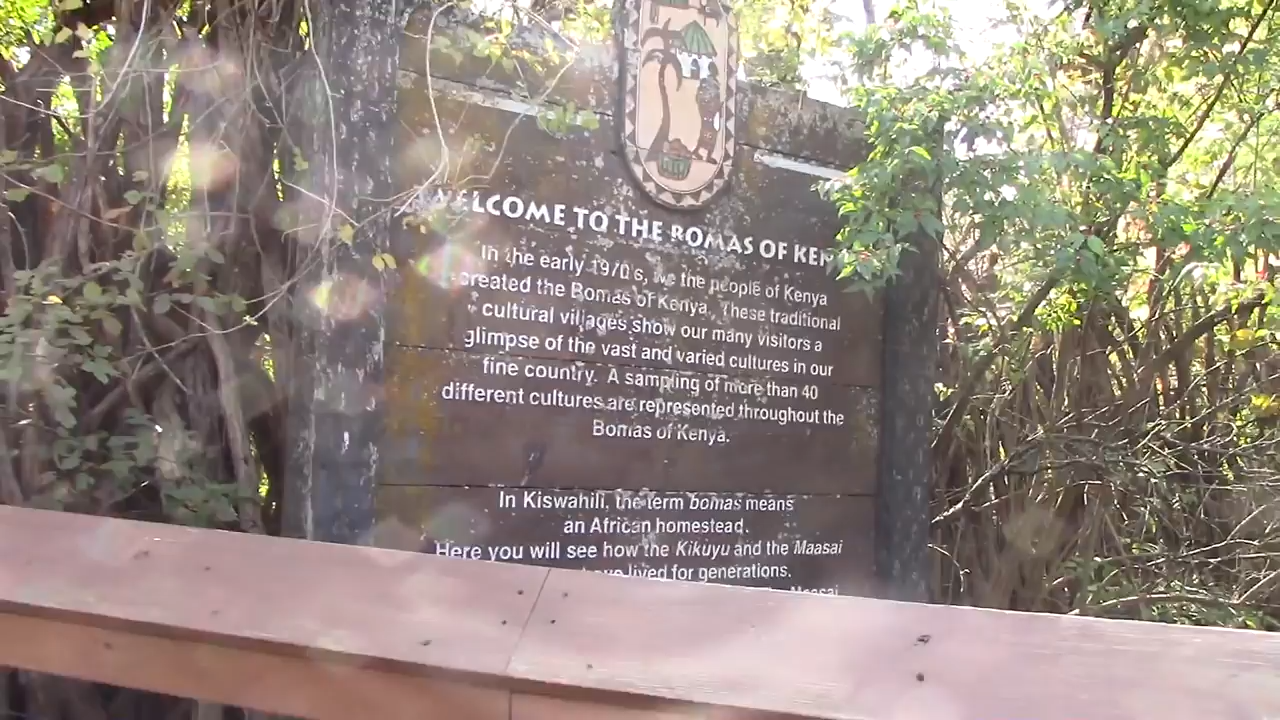 WELCOME TO THE BOMAS OF KEN
In the early 1970's, we the people of Kenya
created the Bomas of Kenya. These traditional
cultural villages show our many visitors a
glimpse of the vast and varied cultures in our
fine country. A sampling of more than 40
different cultures are represented throughout the
Bomas of Kenya.
In Kiswahili, the term bomas means
an African homestead.
Here you will see how the Kikuyu and the Maasai
have lived for generations.
Maasai